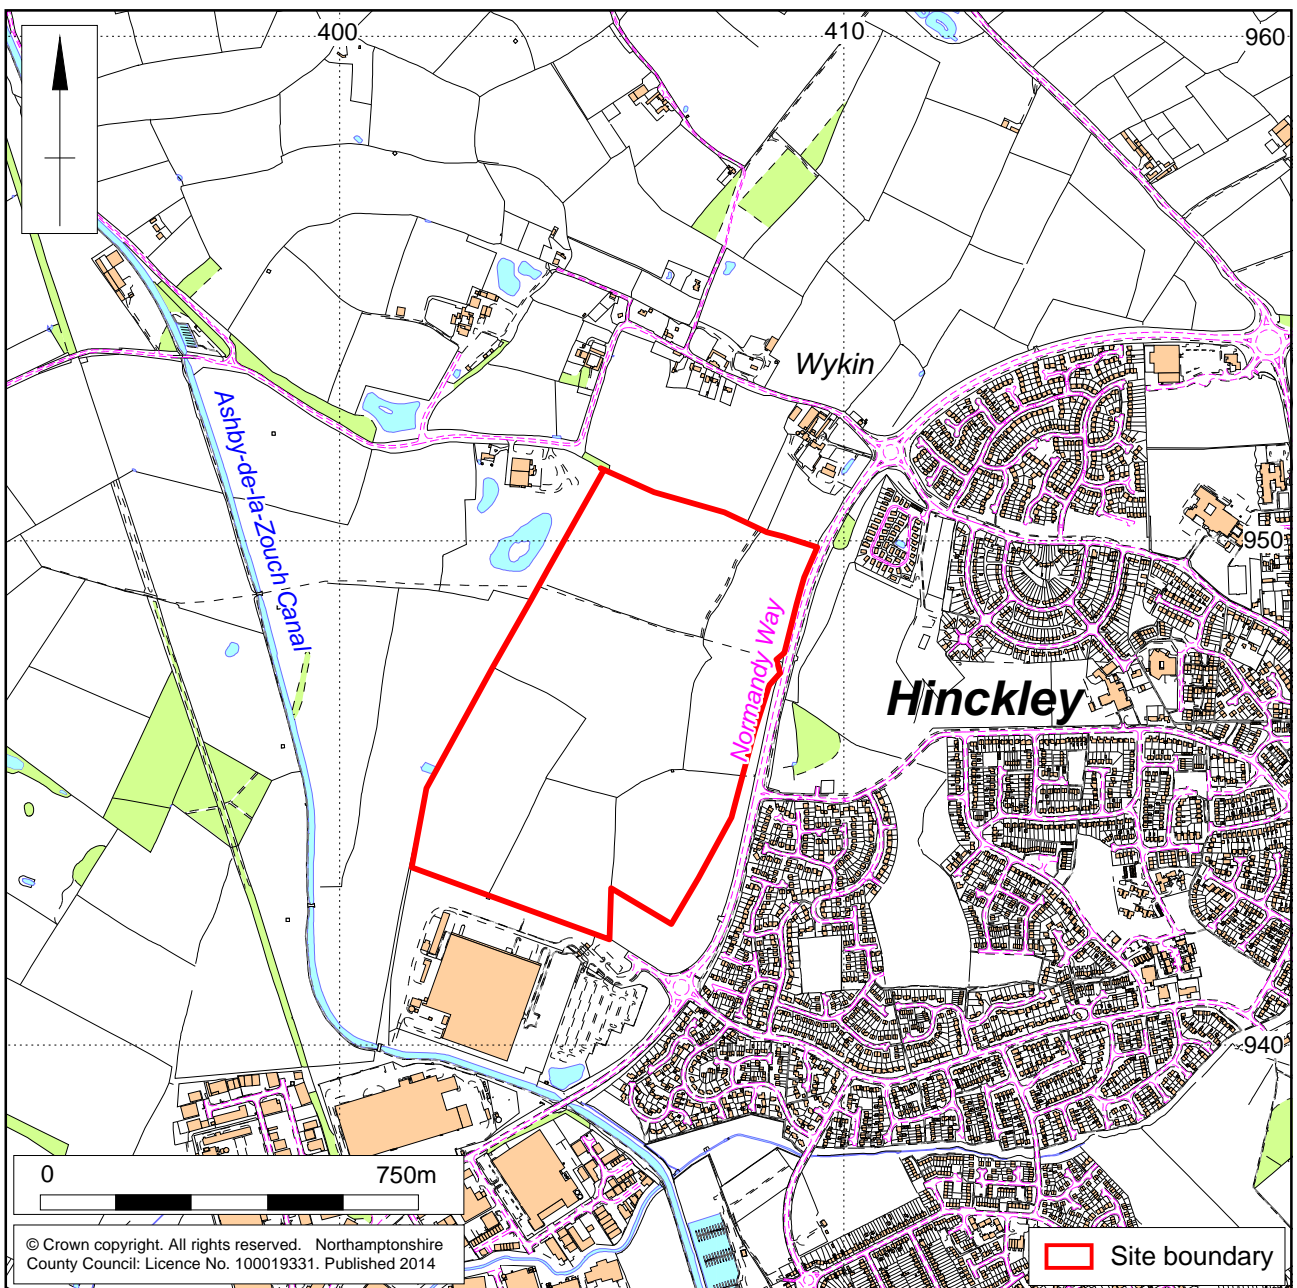 400
410
960
Wykin
Ashby-de-la-Zouch Canal
950
Normandy Way
Hinckley
940
0 750m
© Crown copyright. All rights reserved. Northamptonshire
County Council: Licence No. 100019331. Published 2014
Site boundary